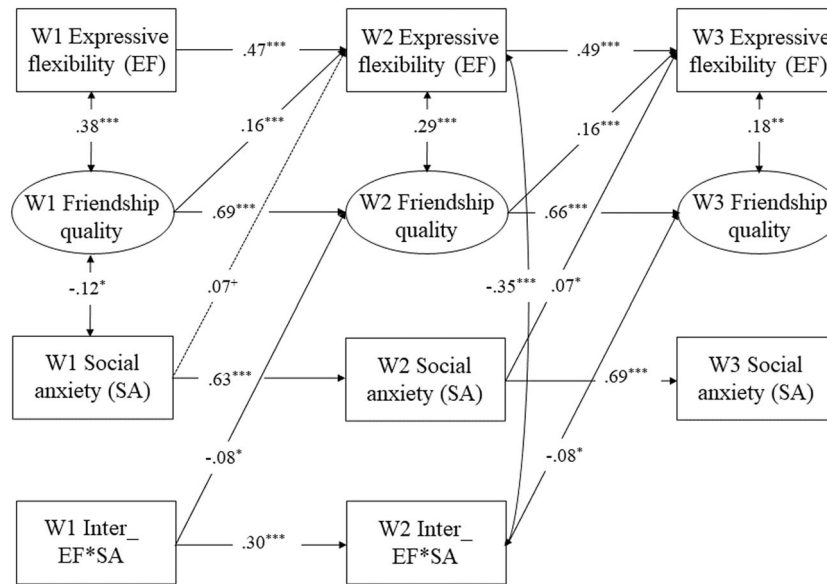 W1 Expressive
flexibility (EF)
.47***
W2 Expressive
flexibility (EF)
.49***
W3 Expressive
flexibility (EF)
.38***
.16***
.29***
.16***
.18**
W1 Friendship
quality
.69***
W2 Friendship
quality
.66***
W3 Friendship
quality
-.12*
.07+
-.35***
.07*
W1 Social
anxiety (SA)
.63***
W2 Social
anxiety (SA)
.69***
W3 Social
anxiety (SA)
-.08*
-.08*
W1 Inter_
EF*SA
.30***
W2 Inter_
EF*SA